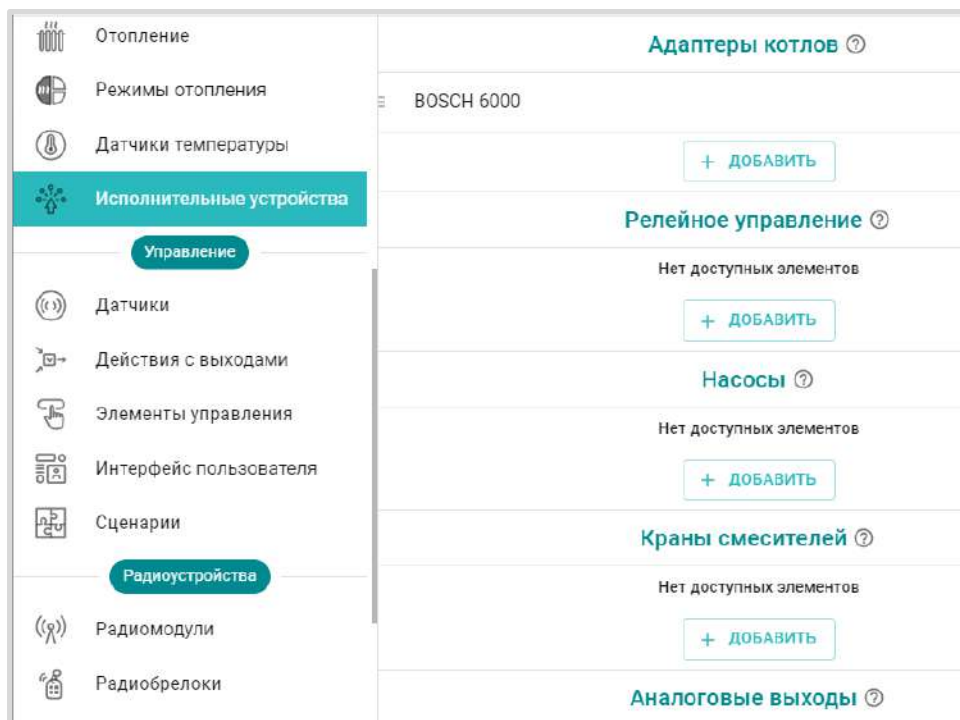 Отопление
Режимы отопления
Датчики температуры
Исполнительные устройства
Управление
Датчики
Действия с выходами
Элементы управления
Интерфейс пользователя
Сценарии
Радиоустройства
Радиомодули
Радиобрелоки
Адаптеры котлов ?
BOSCH 6000
+ ДОБАВИТЬ
Релейное управление ?
Нет доступных элементов
+ ДОБАВИТЬ
Насосы ?
Нет доступных элементов
+ ДОБАВИТЬ
Краны смесителей ?
Нет доступных элементов
+ ДОБАВИТЬ
Аналоговые выходы ?